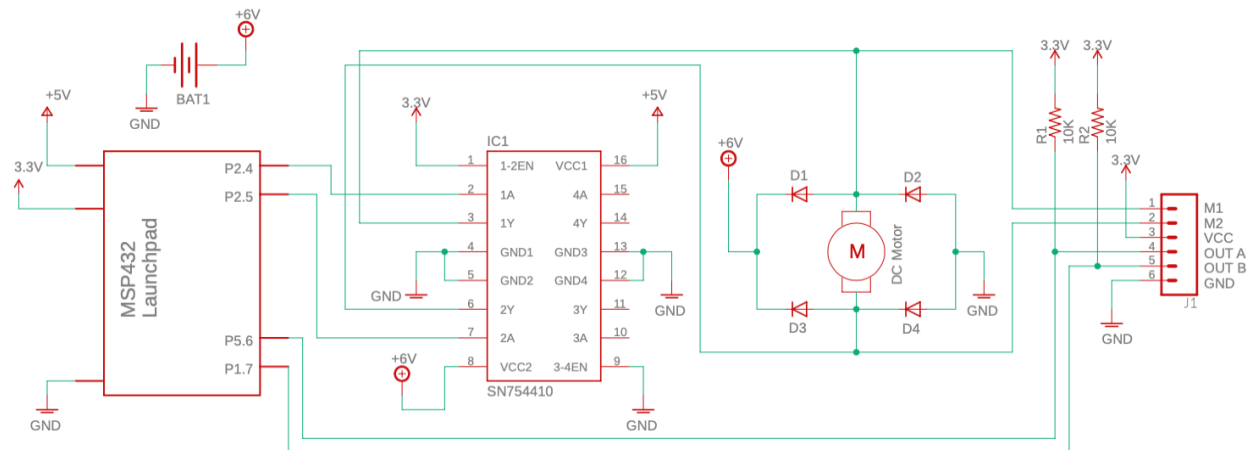 +6V
BAT1
GND
+5V
3.3V
MSP432
Launchpad
P2.4
P2.5
P5.6
P1.7
GND
3.3V
+5V
IC1
1 1-2EN VCC1 16
2 1A 4A 15
3 1Y 4Y 14
4 GND1 GND3 13
5 GND2 GND4 12
6 2Y 3Y 11
7 2A 3A 10
8 VCC2 3-4EN 9
SN754410
GND
GND
+6V
GND
+6V
D1
D2
M
DC Motor
D3
D4
GND
3.3V
3.3V
R1
10K
R2
10K
3.3V
1 M1
2 M2
3 VCC
4 OUT A
5 OUT B
6 GND
J1
GND